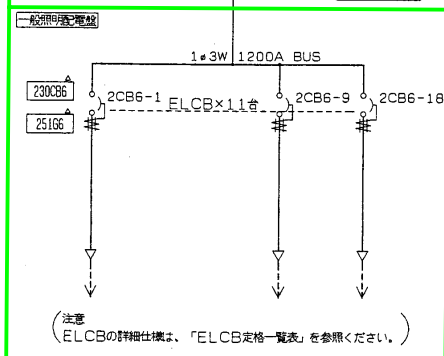 一般照明配電盤
1φ3W 1200A BUS
230CB6
2CB6-1
ELCB×11台
2CB6-9
2CB6-18
251G6
注意
ELCBの詳細仕様は、「ELCB定格一覧表」を参照ください。